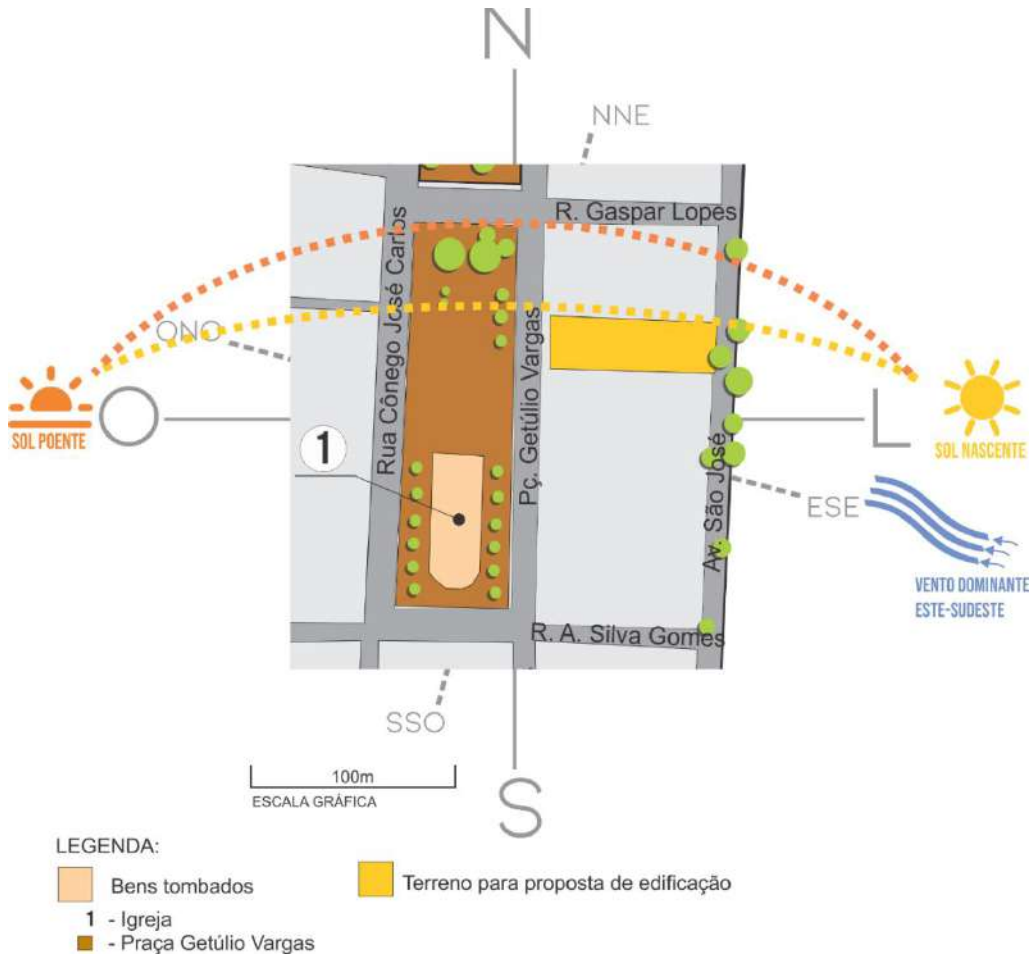 N
NNE
R. Gaspar Lopes
Rua Cônego José Carlos
ONO
Pç. Getúlio Vargas
SOL POENTE
O
L
SOL NASCENTE
1
Av. São José
ESE
VENTO DOMINANTE
ESTE-SUDESTE
R. A. Silva Gomes
SSO
100m
ESCALA GRÁFICA
S
LEGENDA:
Bens tombados
Terreno para proposta de edificação
1 - Igreja
- Praça Getúlio Vargas